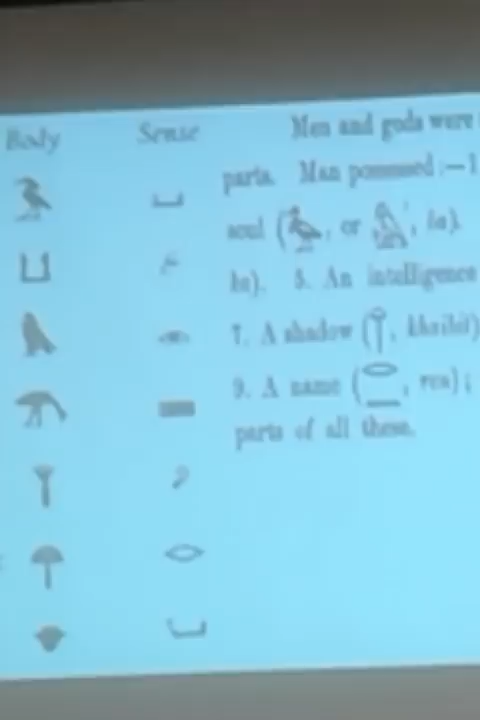 Body Sense
Men and gods were
parts. Man possessed :—1
soul ( , or , ba).
ka). 5. An intelligence
7. A shadow ( , khaibit)
9. A name ( , ren) ;
parts of all these.